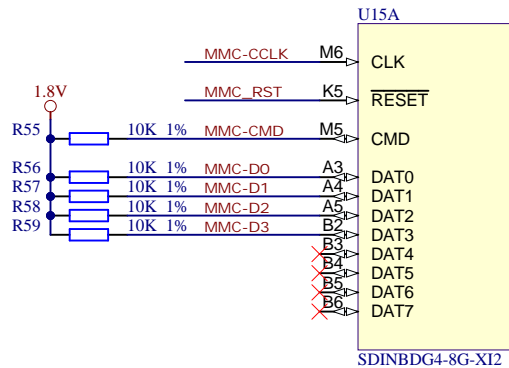 U15A
MMC-CCLK M6 CLK
1.8V
MMC_RST K5 RESET
R55 10K 1% MMC-CMD M5 CMD
R56 10K 1% MMC-D0 A3 DAT0
R57 10K 1% MMC-D1 A4 DAT1
R58 10K 1% MMC-D2 A5 DAT2
R59 10K 1% MMC-D3 B2 DAT3
B3 DAT4
B4 DAT5
B5 DAT6
B6 DAT7
SDINBDG4-8G-XI2